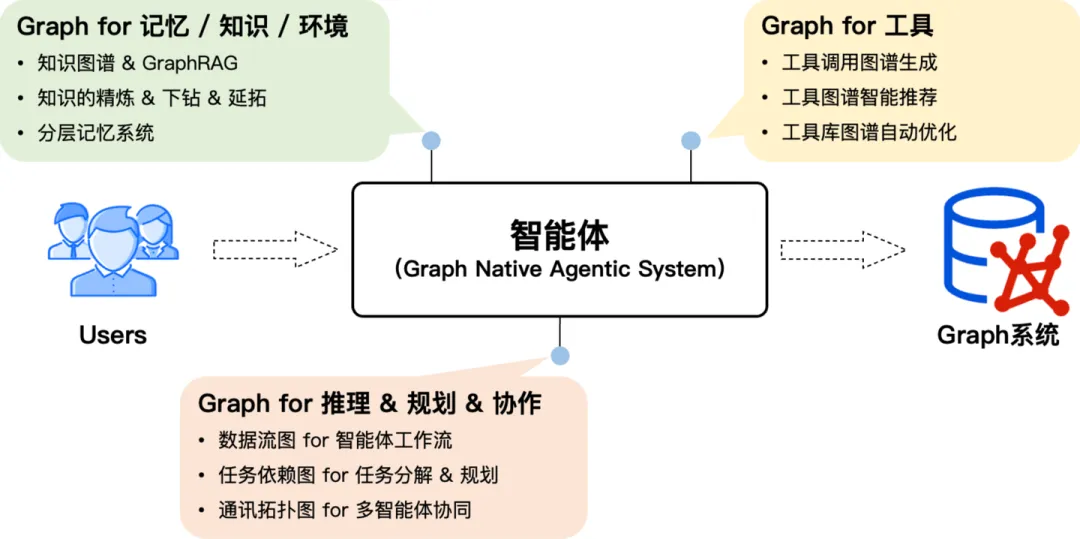 Graph for 记忆 / 知识 / 环境
• 知识图谱 & GraphRAG
• 知识的精炼 & 下钻 & 延拓
• 分层记忆系统
Graph for 工具
• 工具调用图谱生成
• 工具图谱智能推荐
• 工具库图谱自动优化
Users
智能体
（Graph Native Agentic System）
Graph系统
Graph for 推理 & 规划 & 协作
• 数据流图 for 智能体工作流
• 任务依赖图 for 任务分解 & 规划
• 通讯拓扑图 for 多智能体协同